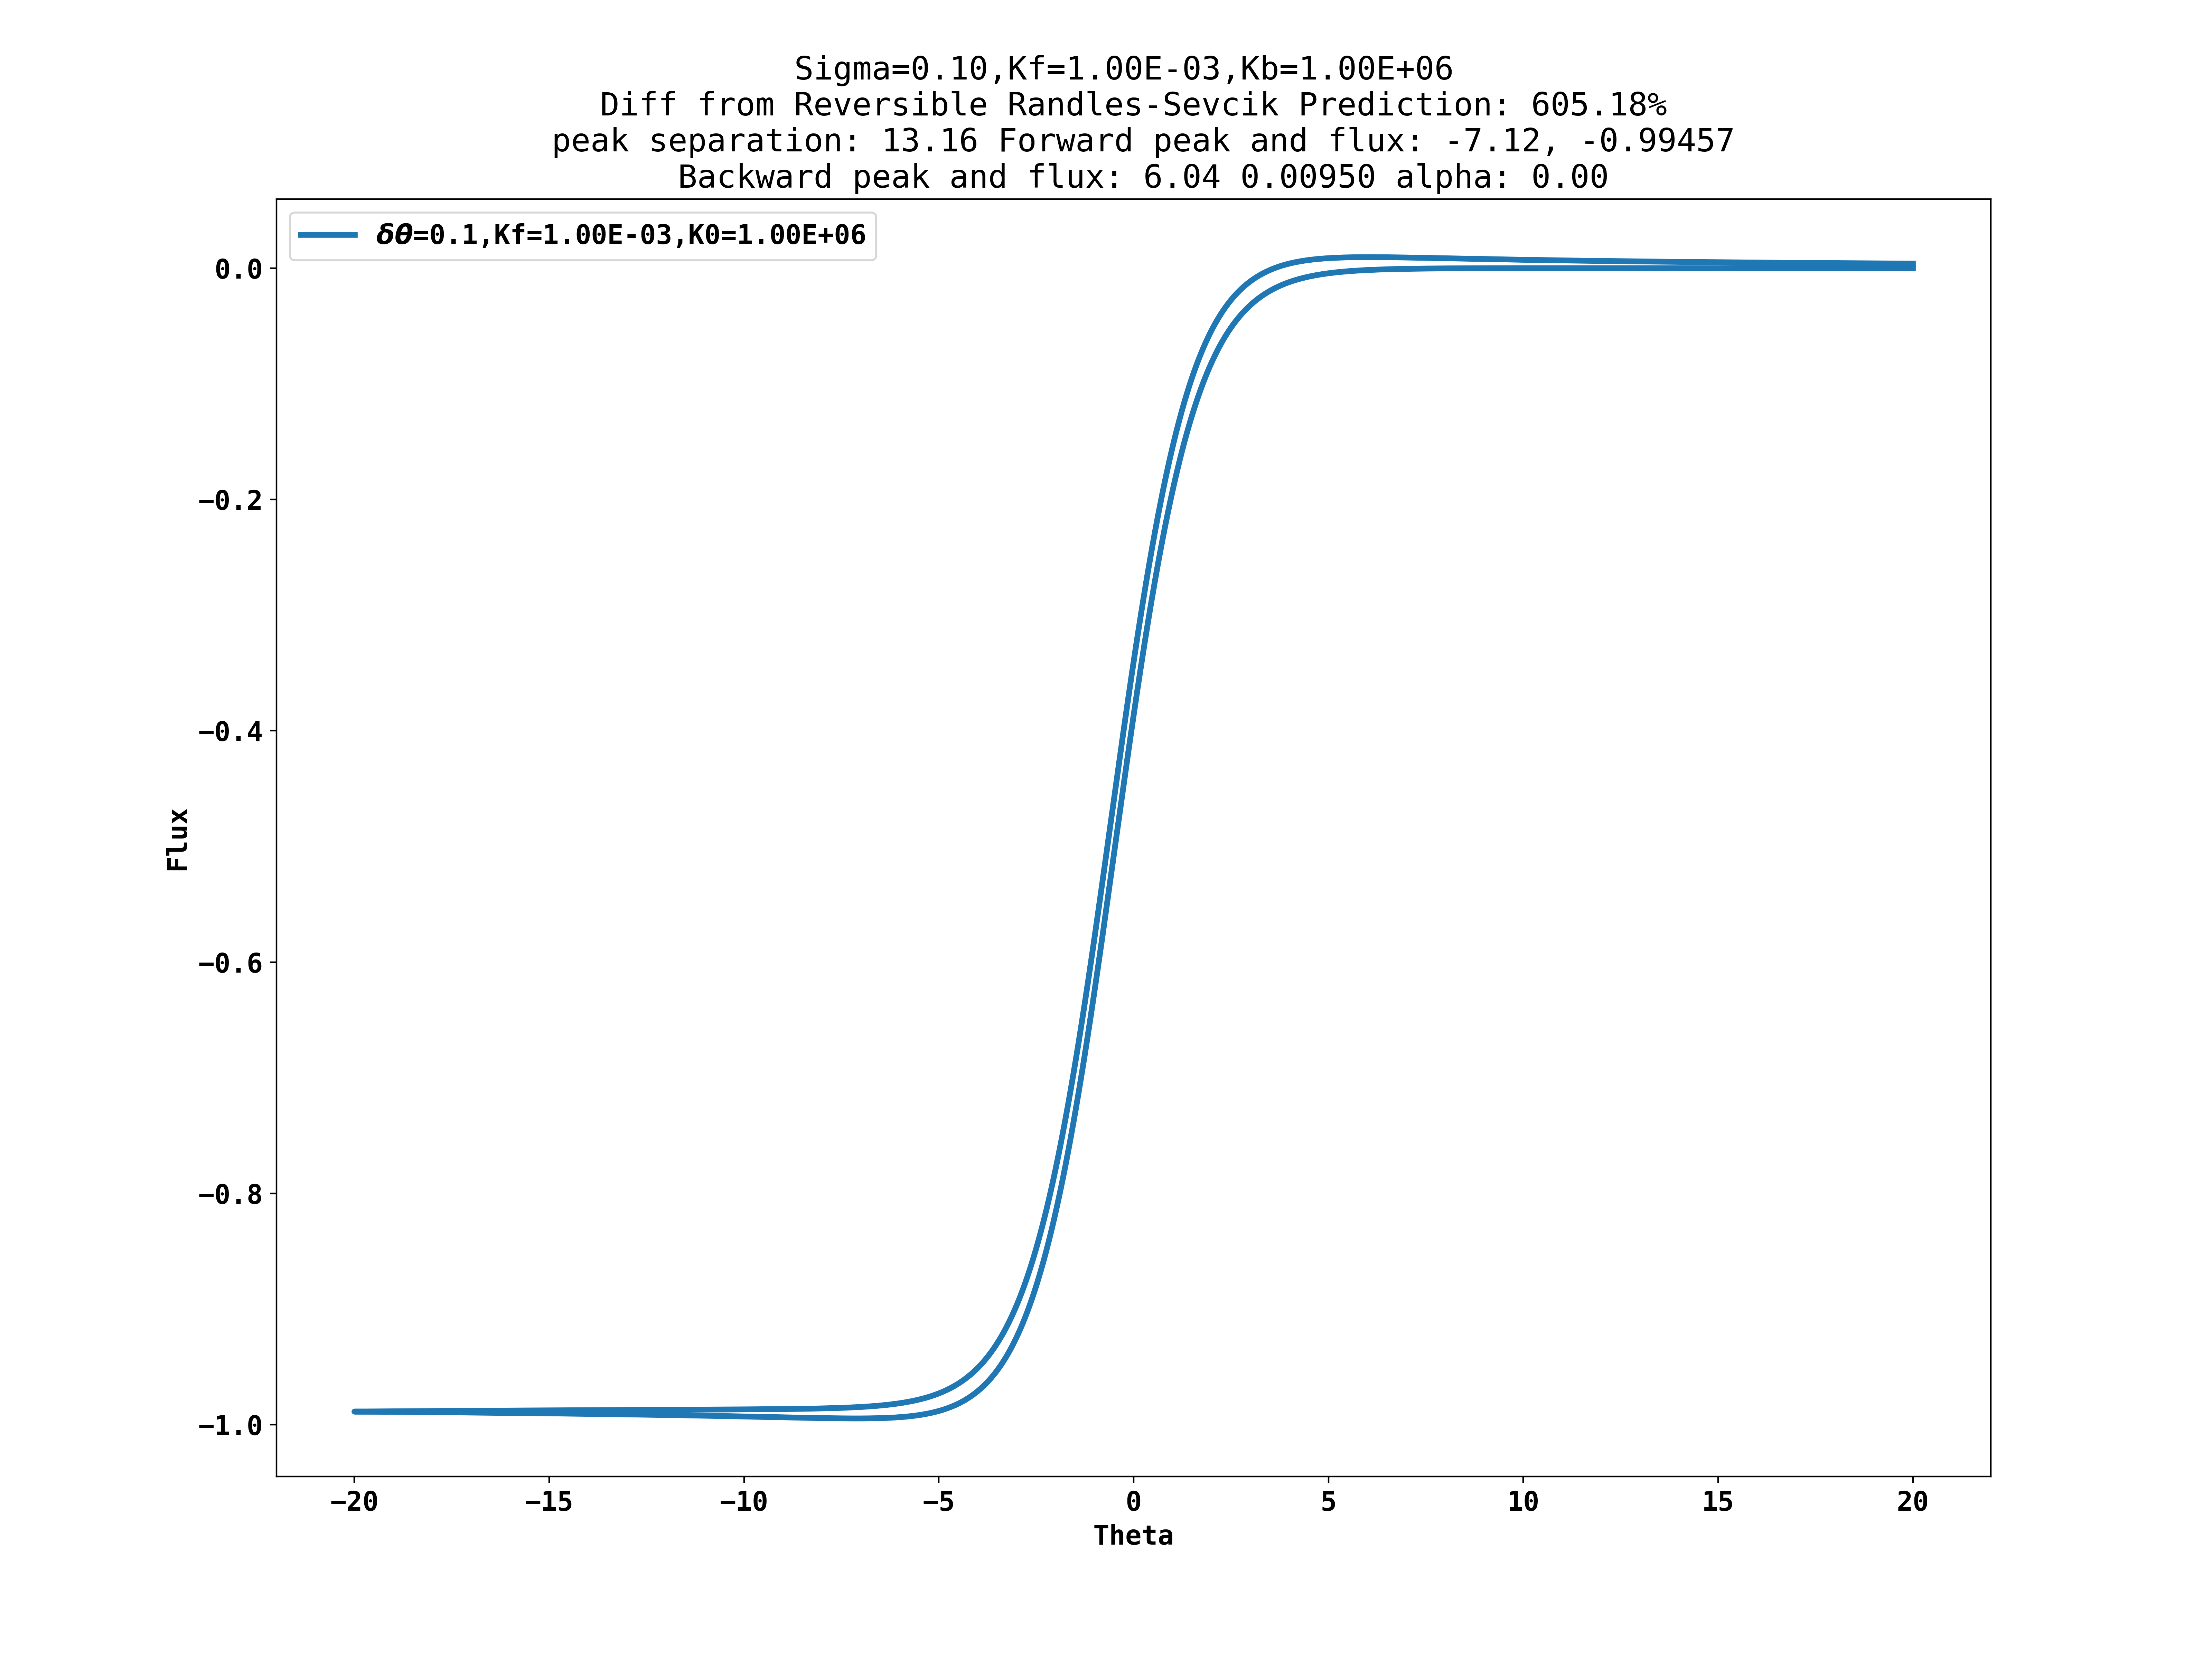 Sigma=0.10,Kf=1.00E-03,Kb=1.00E+06
Diff from Reversible Randles-Sevcik Prediction: 605.18%
peak separation: 13.16 Forward peak and flux: -7.12, -0.99457
Backward peak and flux: 6.04 0.00950 alpha: 0.00
δθ=0.1,Kf=1.00E-03,K0=1.00E+06
0.0
−0.2
−0.4
−0.6
−0.8
−1.0
Flux
−20 −15 −10 −5 0 5 10 15 20
Theta